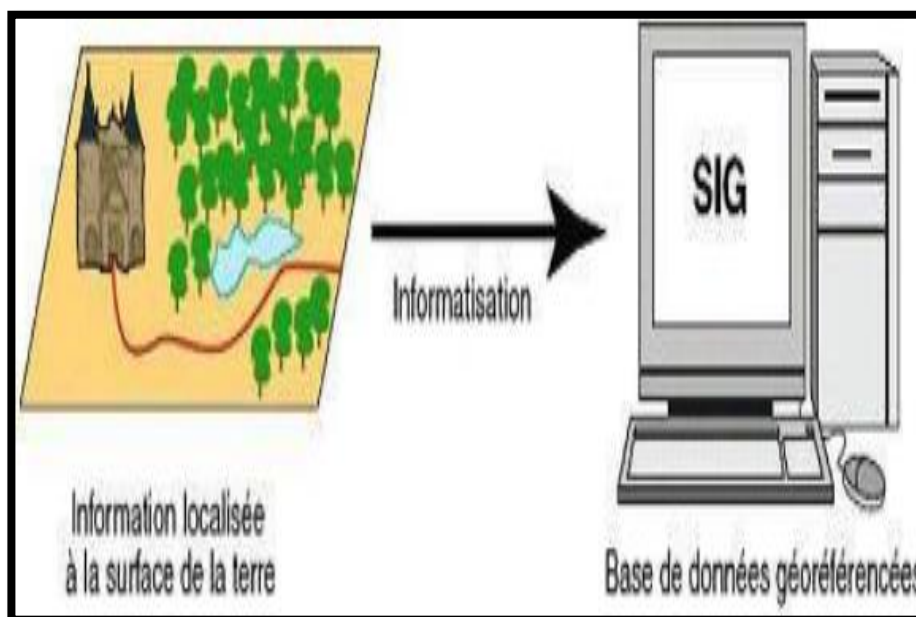 SIG
Informatisation
Information localisée
à la surface de la terre
Base de données géoréférencées